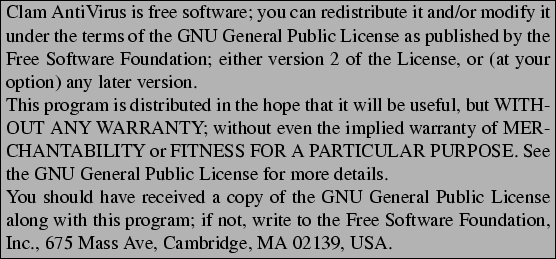 Clam AntiVirus is free software; you can redistribute it and/or modify it
under the terms of the GNU General Public License as published by the
Free Software Foundation; either version 2 of the License, or (at your
option) any later version.
This program is distributed in the hope that it will be useful, but WITH-
OUT ANY WARRANTY; without even the implied warranty of MER-
CHANTABILITY or FITNESS FOR A PARTICULAR PURPOSE. See
the GNU General Public License for more details.
You should have received a copy of the GNU General Public License
along with this program; if not, write to the Free Software Foundation,
Inc., 675 Mass Ave, Cambridge, MA 02139, USA.